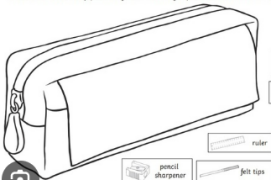 ruler
pencil
sharpener
felt tips